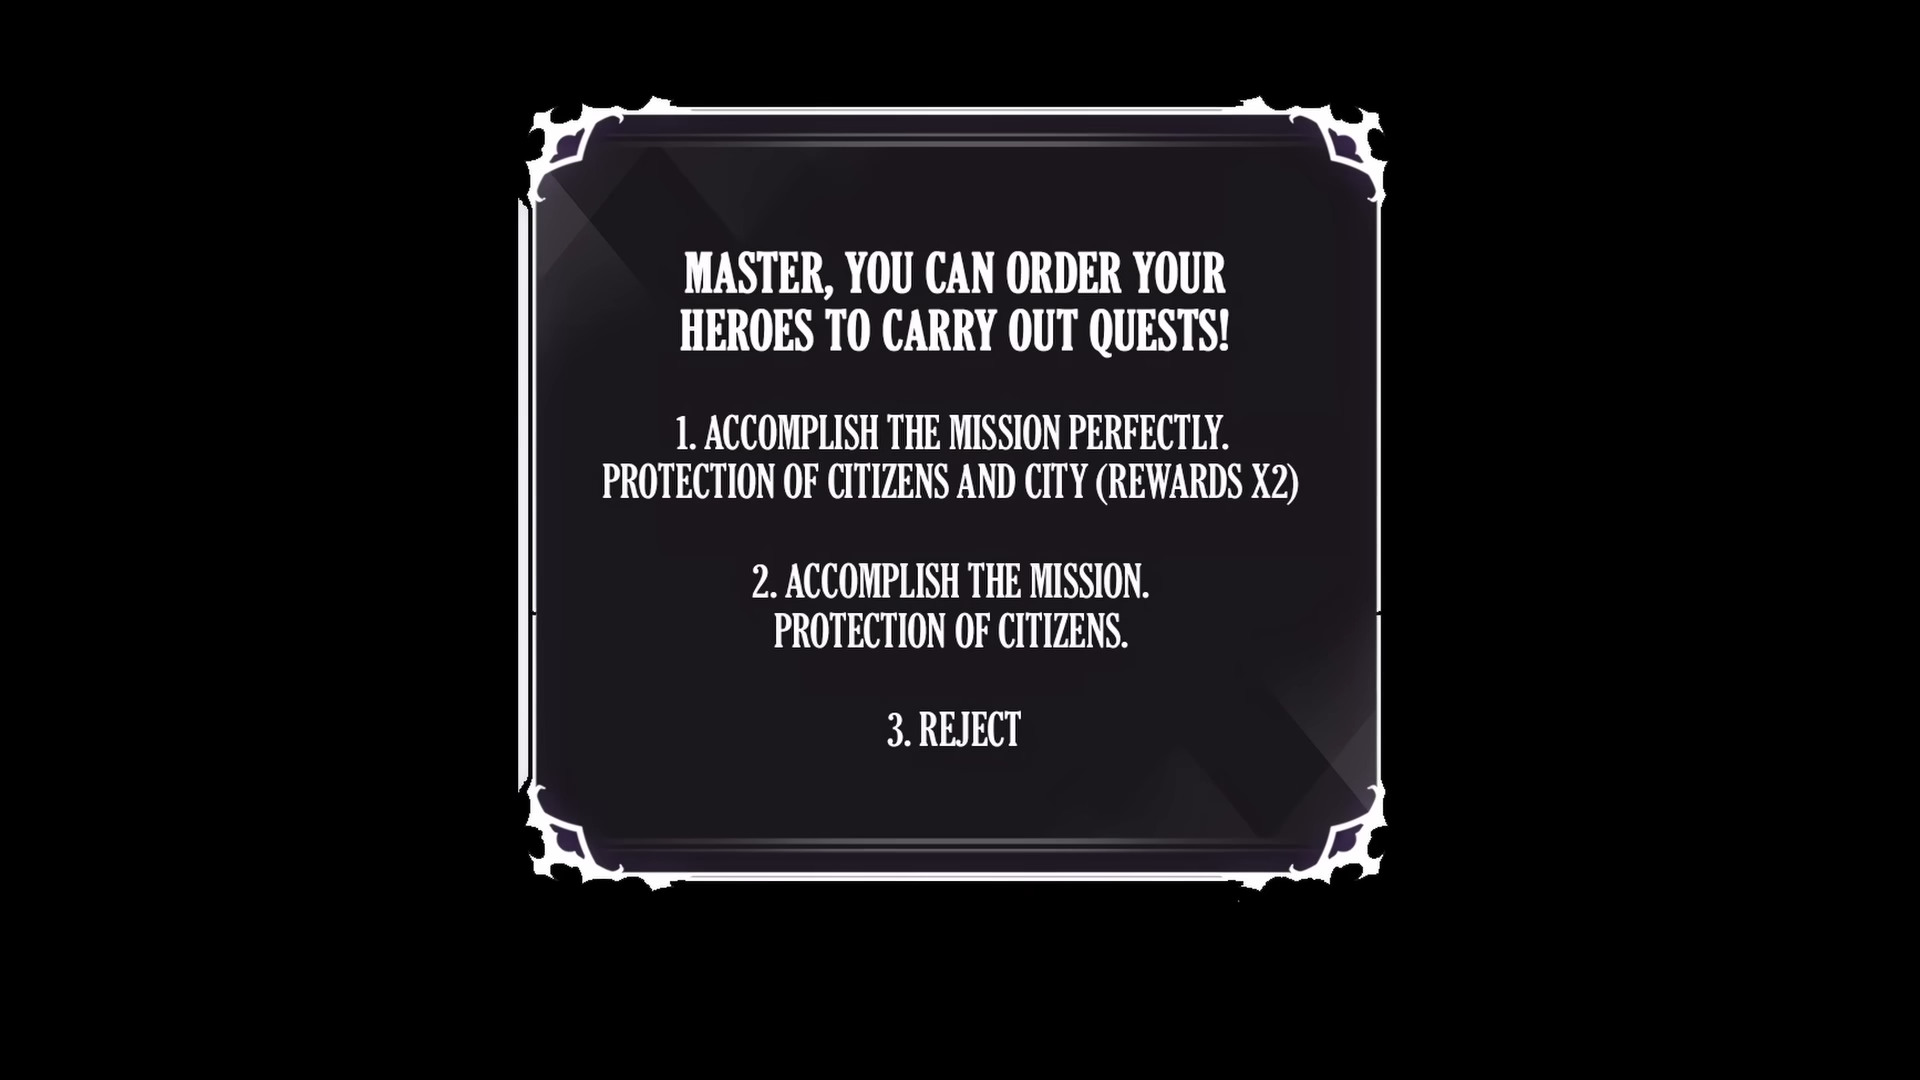 MASTER, YOU CAN ORDER YOUR
HEROES TO CARRY OUT QUESTS!
1. ACCOMPLISH THE MISSION PERFECTLY.
PROTECTION OF CITIZENS AND CITY (REWARDS X2)
2. ACCOMPLISH THE MISSION.
PROTECTION OF CITIZENS.
3. REJECT